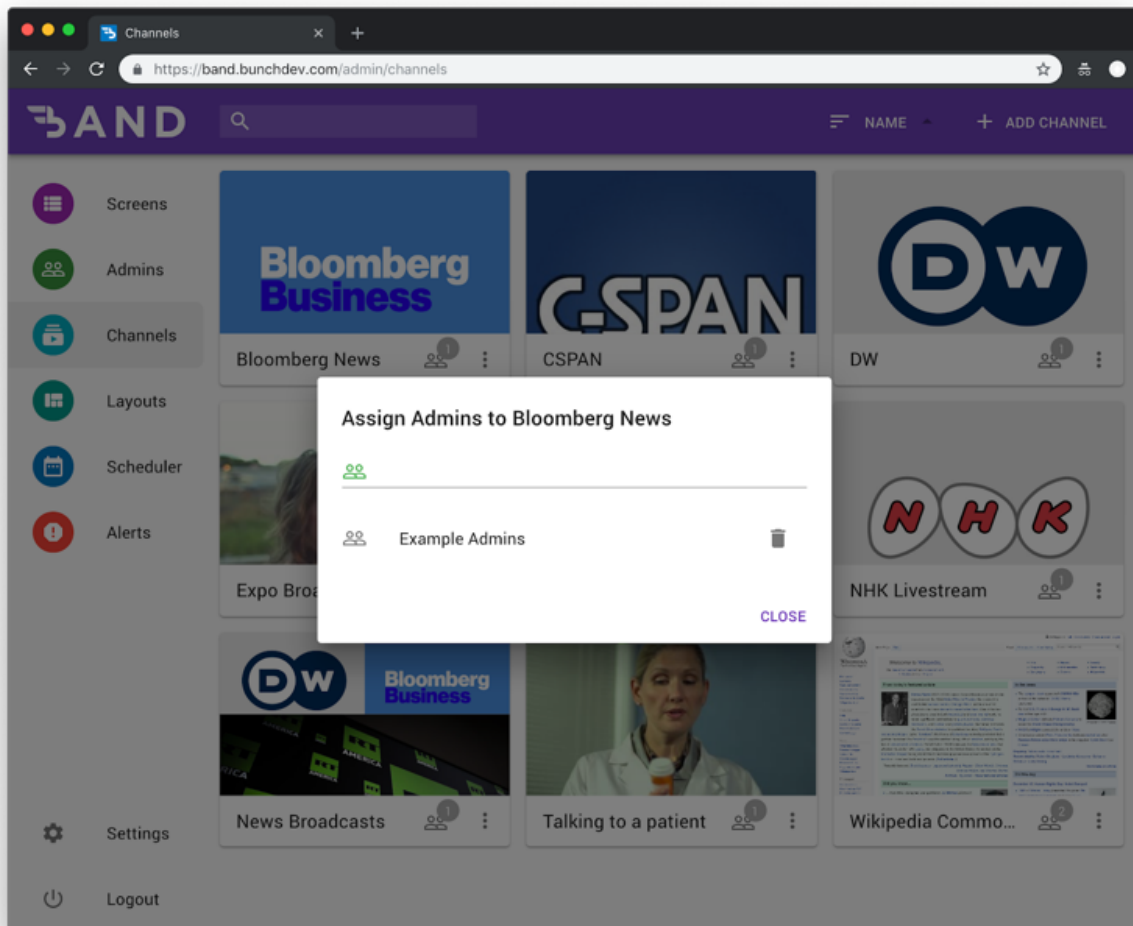 Channels
https://band.bunchdev.com/admin/channels
BAND
NAME
ADD CHANNEL
Screens
Admins
Channels
Layouts
Scheduler
Alerts
Settings
Logout
Bloomberg
Business
Bloomberg News
1
C-SPAN
CSPAN
1
DW
DW
1
Assign Admins to Bloomberg News
Example Admins
CLOSE
Expo Broa
NHK
NHK Livestream
1
DW
Bloomberg
Business
RT
AMERICA
News Broadcasts
1
Talking to a patient
1
Wikipedia Commo...
2